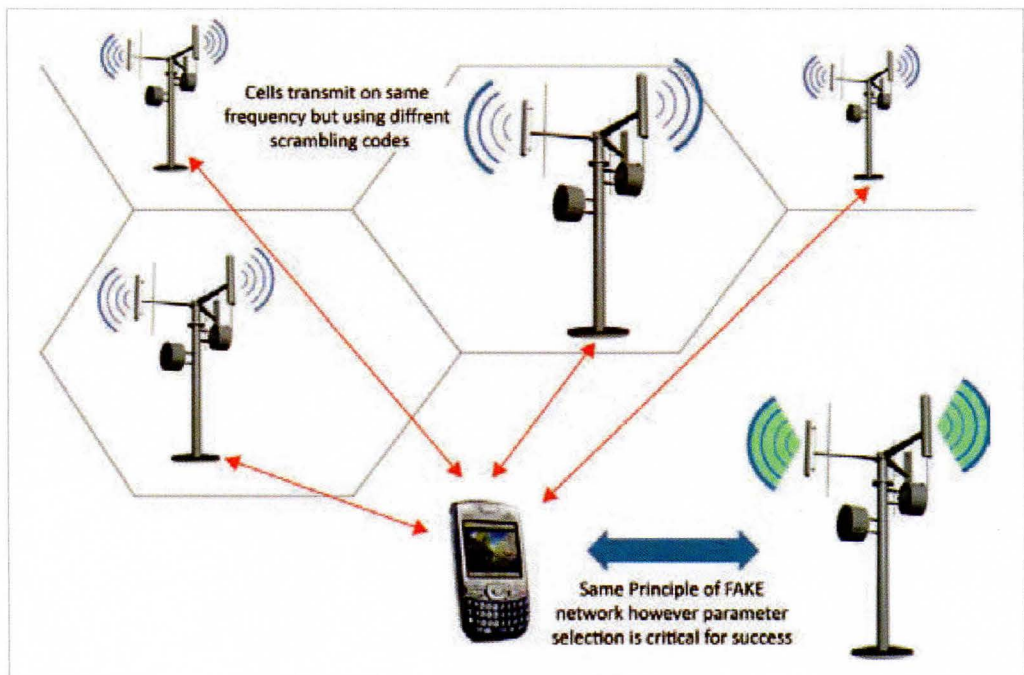 Cells transmit on same
frequency but using diffrent
scrambling codes
Same Principle of FAKE
network however parameter
selection is critical for success